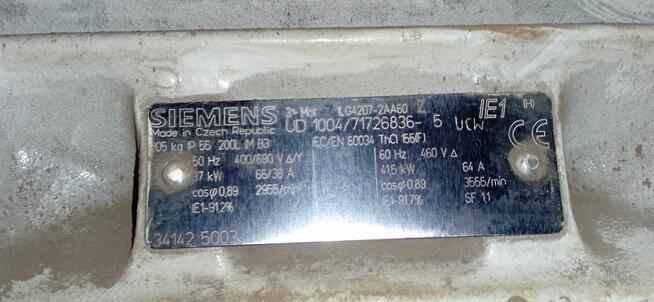 SIEMENS 3~ Mot. 1LG4207-2AA60 Z IE1 (H)
Made in Czech Republic UD 1004/71726836-5 UCW
205 kg IP 55 200L IM B3 IEC/EN 60034 Th.Cl. 155(F) CE
50 Hz 400/690 V Δ/Y 60 Hz 460 V Δ
37 kW 66/38 A 41.5 kW 64 A
cosφ 0.89 2955/min cosφ 0.89 3555/min
IE1-91.2% IE1-91.7% SF 1.1
34142 5003